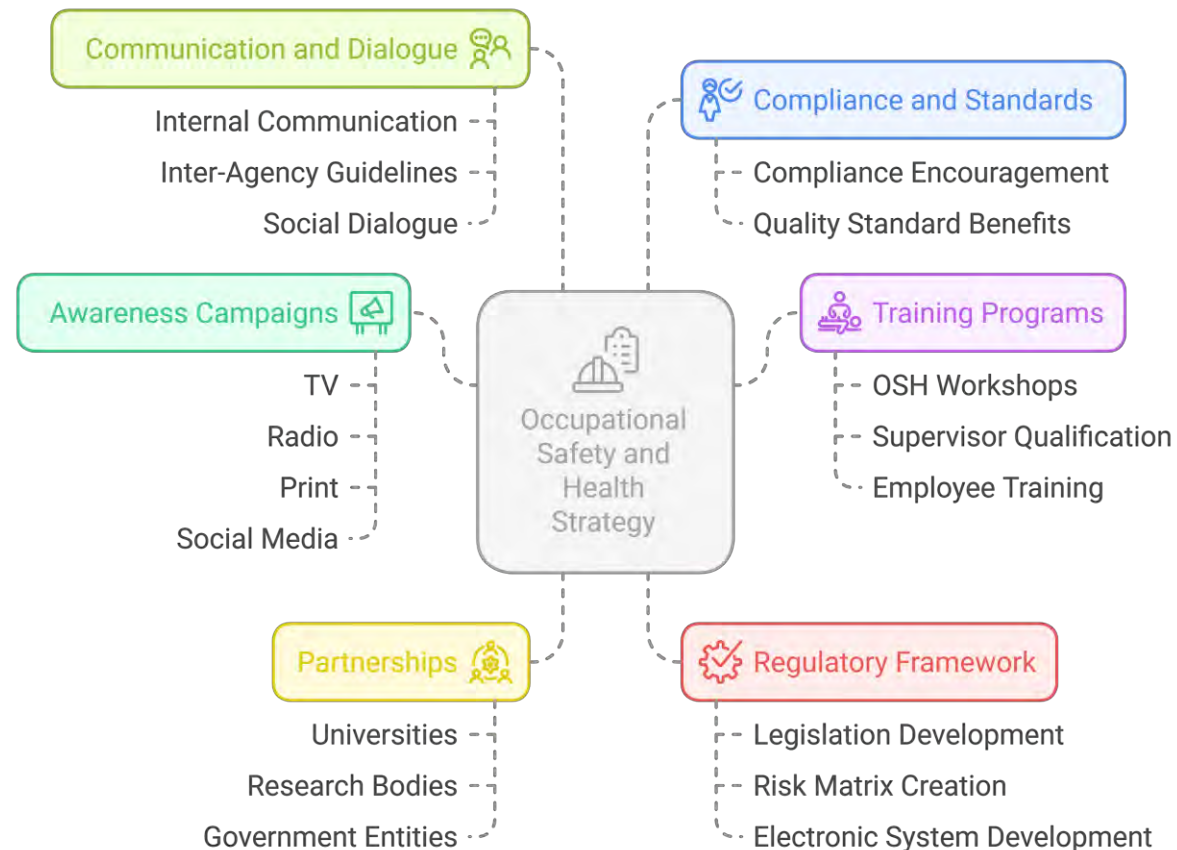 Communication and Dialogue
Internal Communication
Inter-Agency Guidelines
Social Dialogue
Compliance and Standards
Compliance Encouragement
Quality Standard Benefits
Awareness Campaigns
TV
Radio
Print
Social Media
Occupational
Safety and
Health
Strategy
Training Programs
OSH Workshops
Supervisor Qualification
Employee Training
Partnerships
Universities
Research Bodies
Government Entities
Regulatory Framework
Legislation Development
Risk Matrix Creation
Electronic System Development